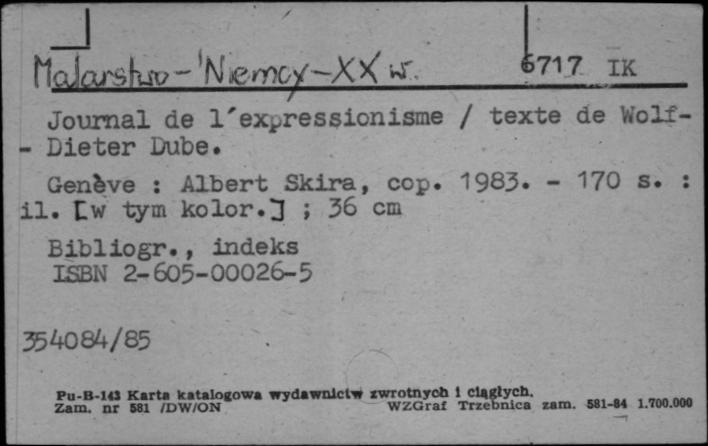 Malarstwo - Niemcy - XX w. 6717 IK
Journal de l'expressionisme / texte de Wolf-
- Dieter Dube.
Genève : Albert Skira, cop. 1983. - 170 s. :
il. [w tym kolor.] ; 36 cm
Bibliogr., indeks
ISBN 2-605-00026-5
354084/85
Pu-B-143 Karta katalogowa wydawnictw zwrotnych i ciągłych.
Zam. nr 581 /DW/ON WZGraf Trzebnica zam. 581-84 1.700.000